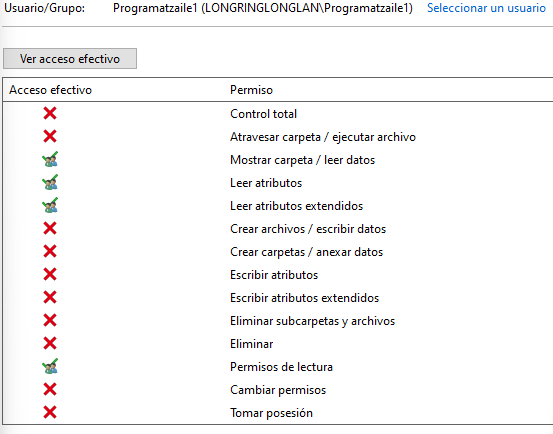 Usuario/Grupo: Programatzaile1 (LONGRINGLONGLAN\Programatzaile1) Seleccionar un usuario
Ver acceso efectivo
Acceso efectivo Permiso
Control total
Atravesar carpeta / ejecutar archivo
Mostrar carpeta / leer datos
Leer atributos
Leer atributos extendidos
Crear archivos / escribir datos
Crear carpetas / anexar datos
Escribir atributos
Escribir atributos extendidos
Eliminar subcarpetas y archivos
Eliminar
Permisos de lectura
Cambiar permisos
Tomar posesión